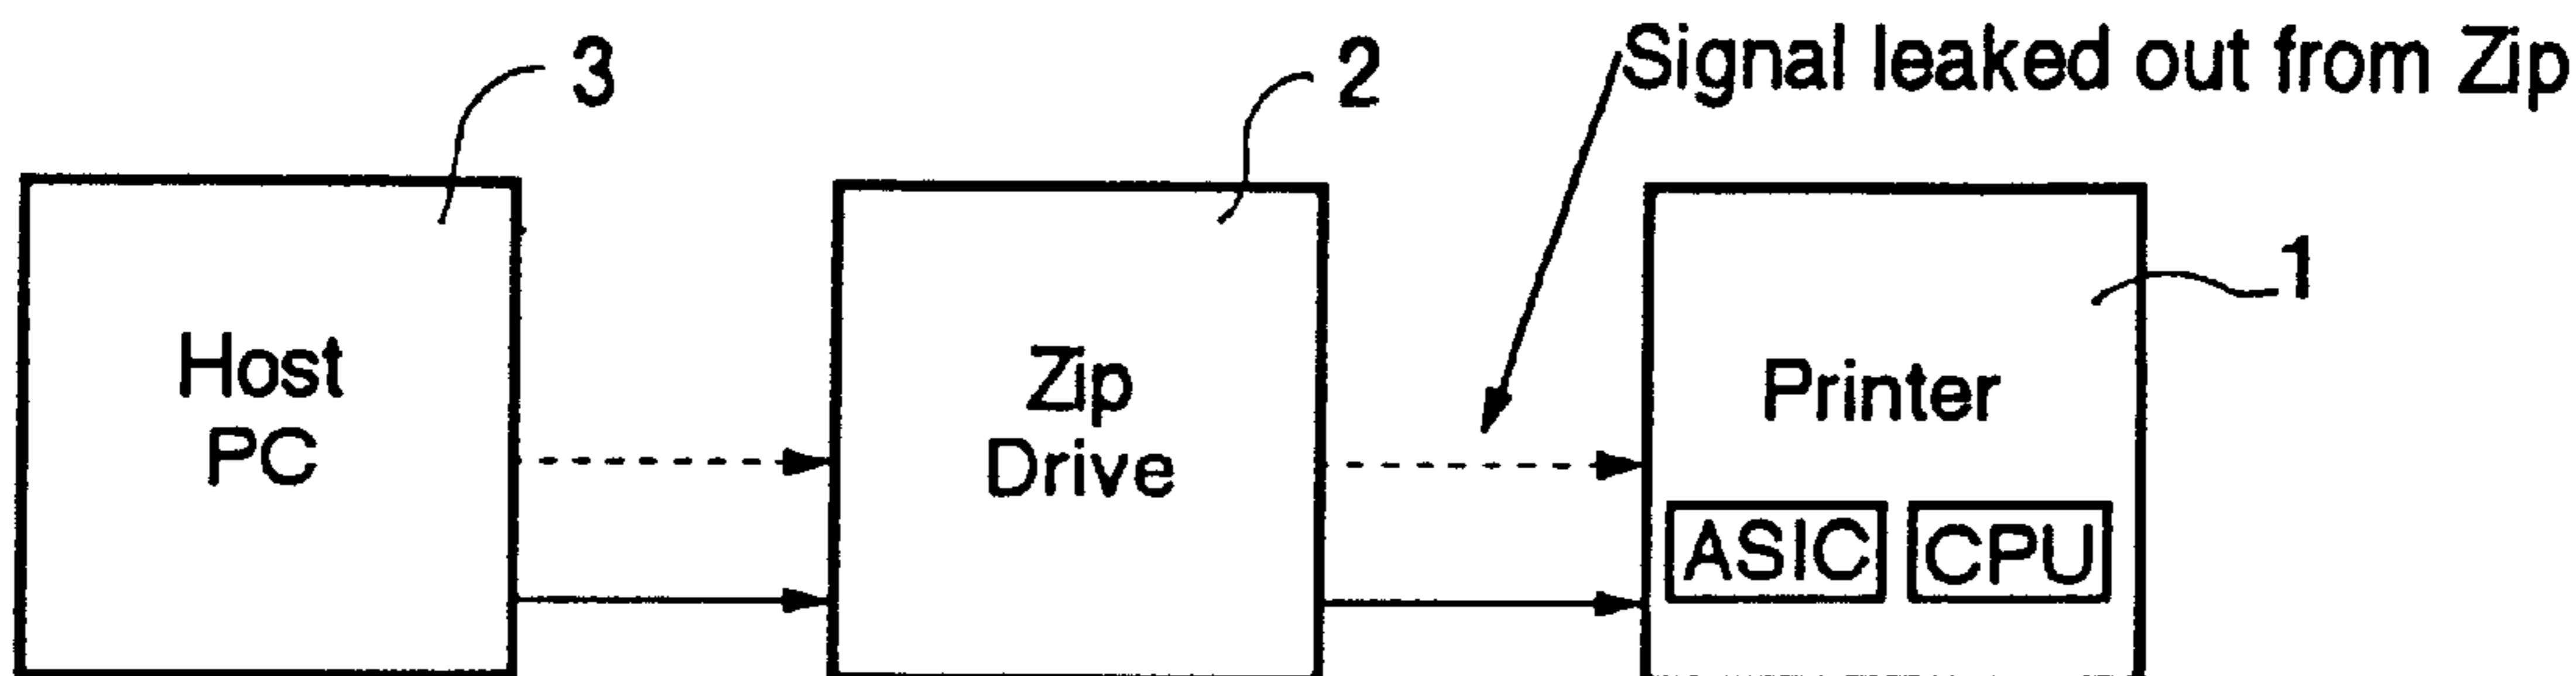 3
2
Signal leaked out from Zip
1
Host
PC
Zip
Drive
Printer
ASIC
CPU